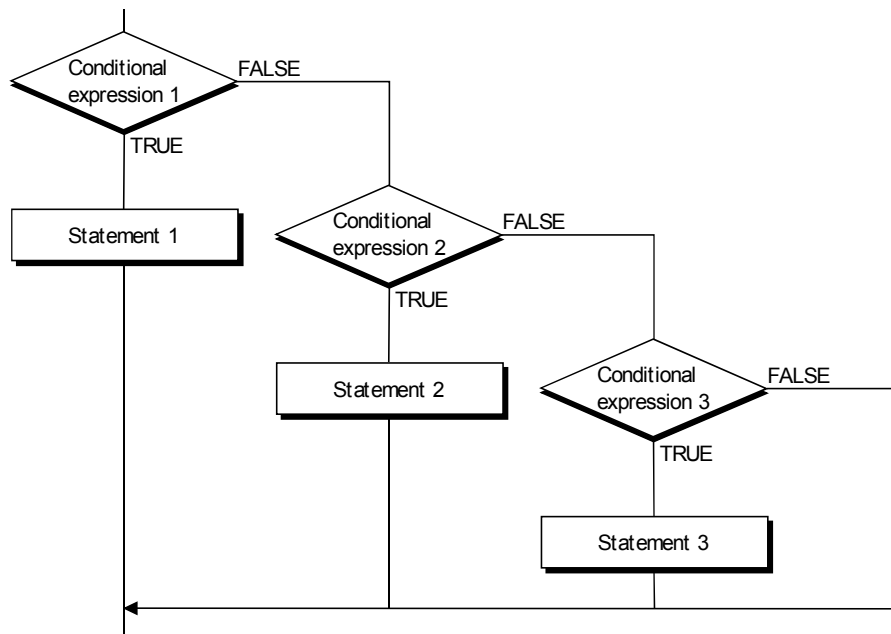 Conditional
expression 1
FALSE
TRUE
Statement 1
Conditional
expression 2
FALSE
TRUE
Statement 2
Conditional
expression 3
FALSE
TRUE
Statement 3